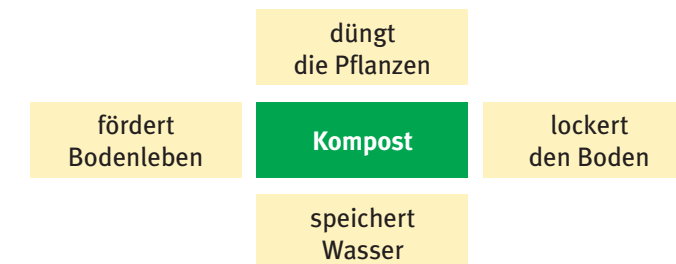 düngt
die Pflanzen
fördert
Bodenleben
Kompost
lockert
den Boden
speichert
Wasser